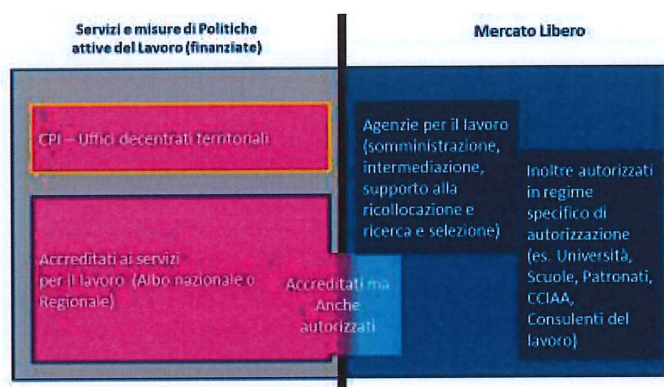 Servizi e misure di Politiche
attive del Lavoro (finanziate)
Mercato Libero
CPI – Uffici decentrati territoriali
Accreditati ai servizi
per il lavoro (Albo nazionale o
Regionale)
Accreditati ma
Anche
autorizzati
Agenzie per il lavoro
(somministrazione,
intermediazione,
supporto alla
ricollocazione e
ricerca e selezione)
Inoltre autorizzati
in regime
specifico di
autorizzazione
(es. Università,
Scuole, Patronati,
CCIAA,
Consulenti del
lavoro)